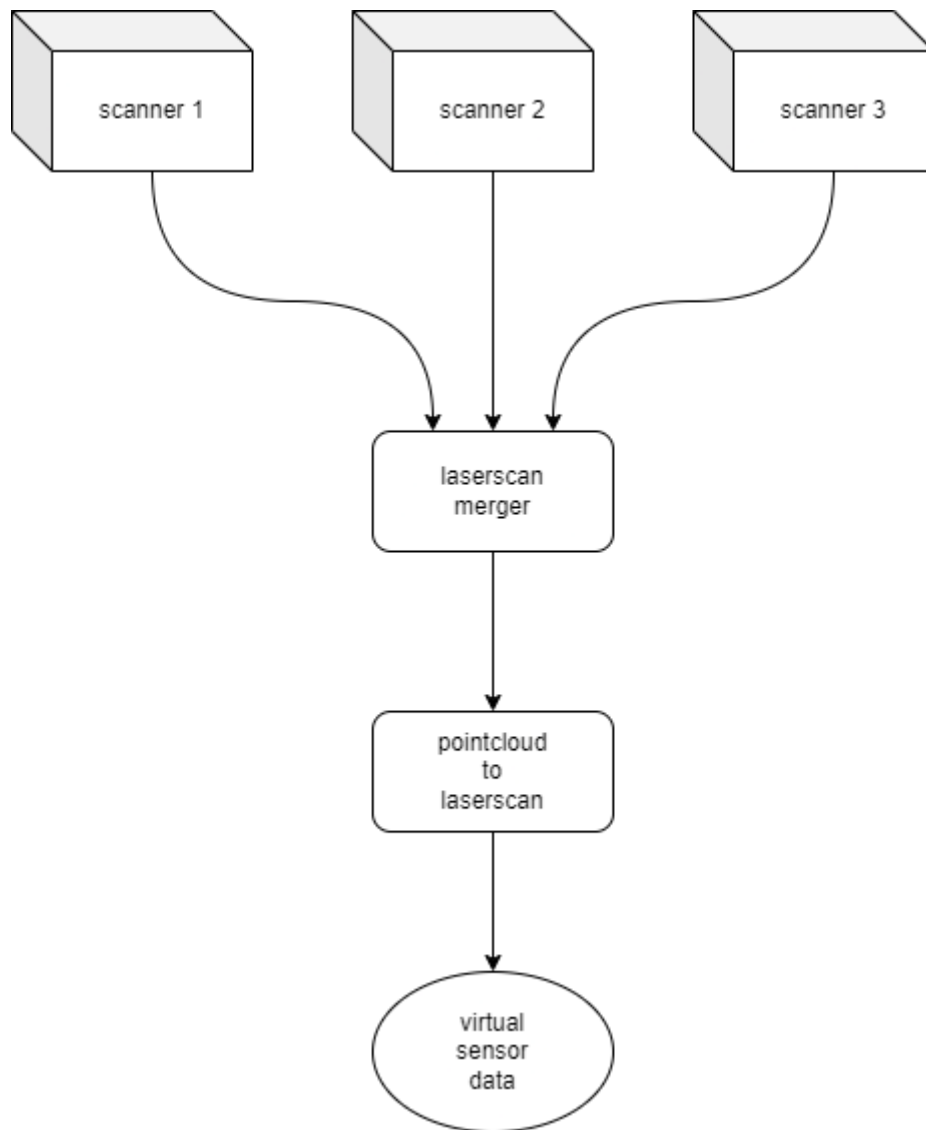 scanner 1
scanner 2
scanner 3
laserscan
merger
pointcloud
to
laserscan
virtual
sensor
data